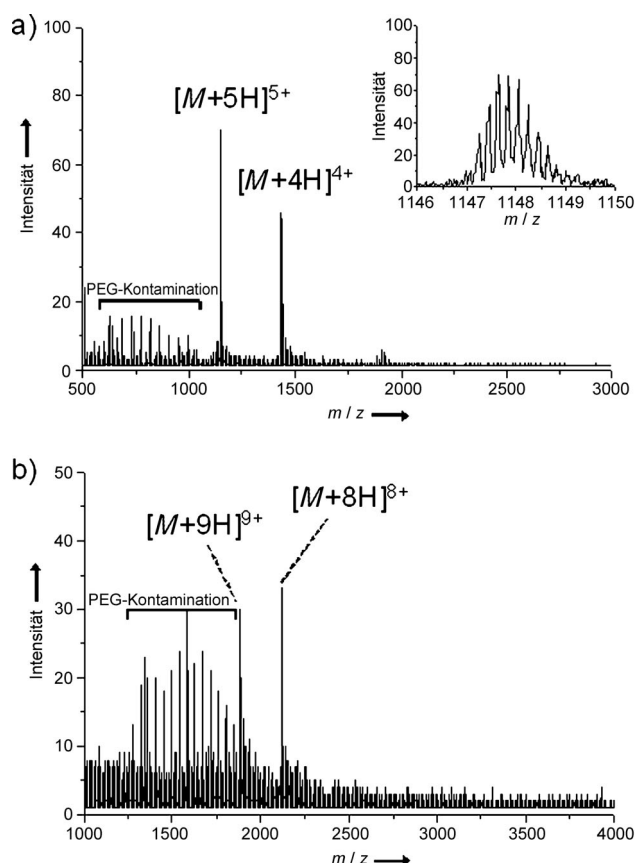 a)
100
80
60
40
20
0
Intensität
[M+5H]5+
[M+4H]4+
PEG-Kontamination
500 1000 1500 2000 2500 3000
m / z
100
80
60
40
20
0
Intensität
1146 1147 1148 1149 1150
m / z
b)
50
40
30
20
10
0
Intensität
[M+9H]9+
[M+8H]8+
PEG-Kontamination
1000 1500 2000 2500 3000 3500 4000
m / z